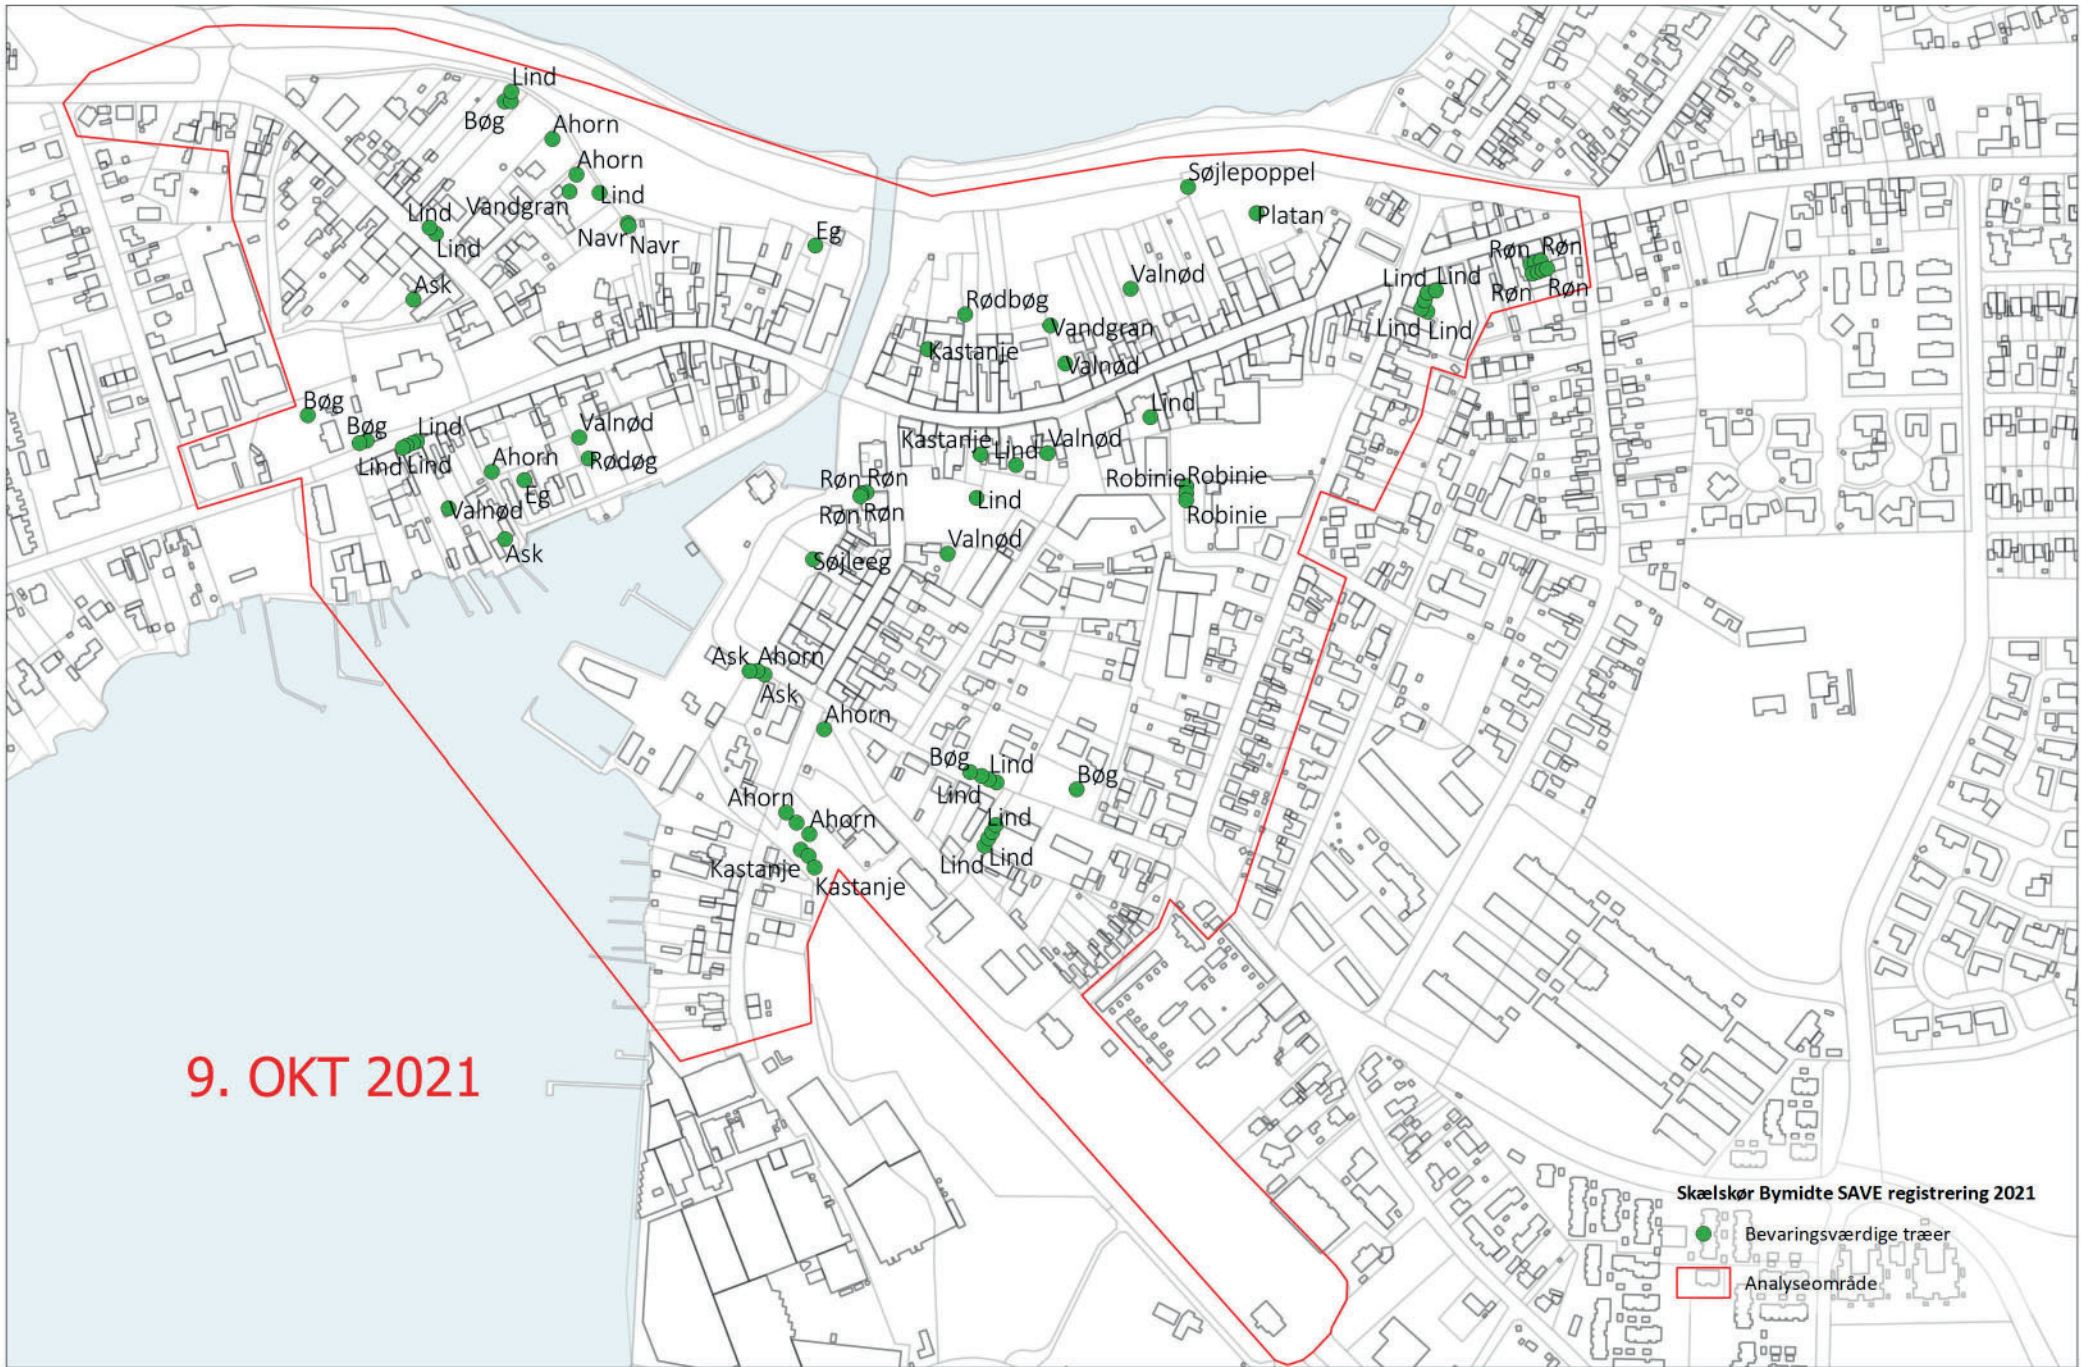 Lind
Bøg
Ahorn
Ahorn
Vandgran
Lind
Lind
Lind
Navr
Navr
Ask
Eg
Søjlepoppel
Platan
Valnød
Rødbøg
Vandgran
Kastanje
Valnød
Røn
Røn
Røn
Røn
Lind
Lind
Lind
Lind
Bøg
Bøg
Lind
Lind
Lind
Valnød
Rødøg
Ahorn
Eg
Valnød
Ask
Lind
Kastanje
Lind
Valnød
Røn
Røn
Røn
Røn
Lind
Robinie
Robinie
Robinie
Valnød
Søjleeg
Ask
Ahorn
Ask
Ahorn
Bøg
Lind
Lind
Bøg
Ahorn
Ahorn
Lind
Lind
Lind
Kastanje
Kastanje
9. OKT 2021
Skælskør Bymidte SAVE registrering 2021
Bevaringsværdige træer
Analyseområde